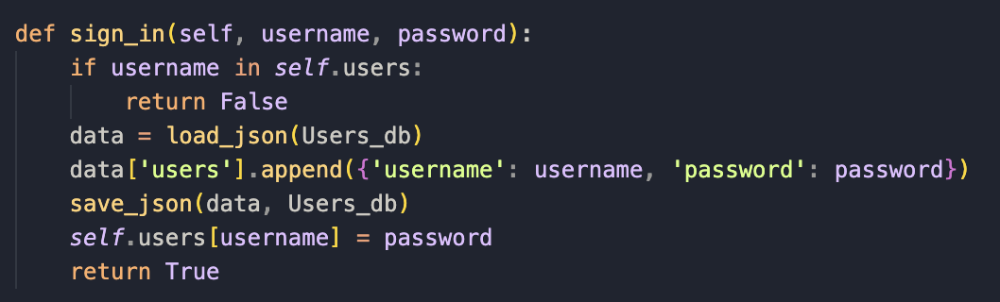 def sign_in(self, username, password):
    if username in self.users:
        return False
    data = load_json(Users_db)
    data['users'].append({'username': username, 'password': password})
    save_json(data, Users_db)
    self.users[username] = password
    return True